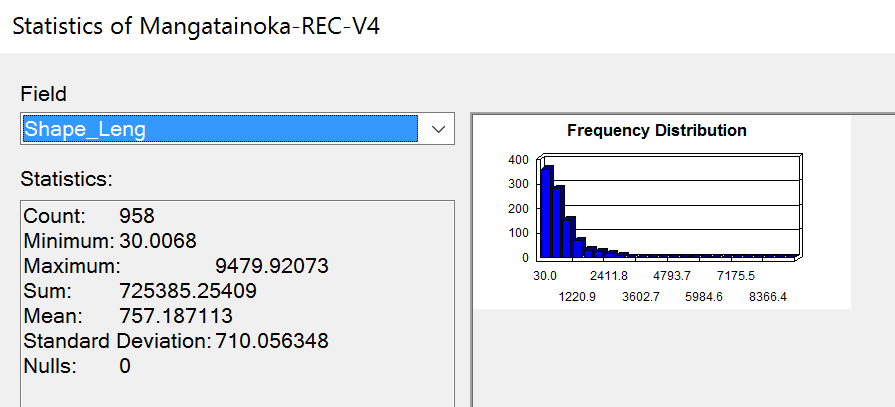 Statistics of Mangatainoka-REC-V4
Field
Shape_Leng
Statistics:
Count: 958
Minimum: 30.0068
Maximum: 9479.92073
Sum: 725385.25409
Mean: 757.187113
Standard Deviation: 710.056348
Nulls: 0
Frequency Distribution
400
300
200
100
0
30.0 2411.8 4793.7 7175.5
1220.9 3602.7 5984.6 8366.4